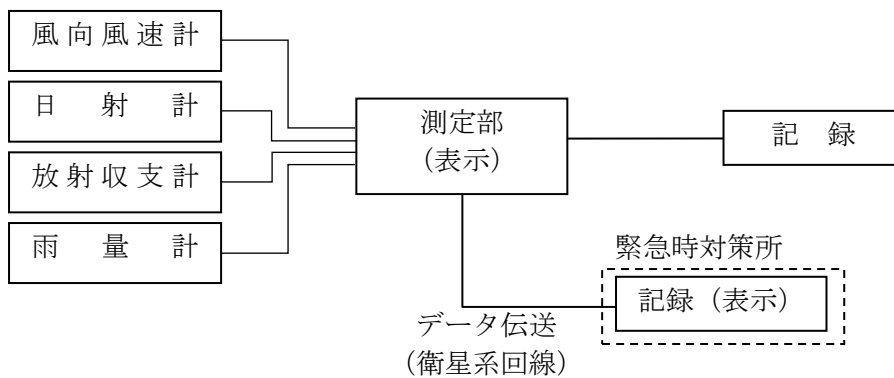 風向風速計
日射計
放射収支計
雨量計
測定部
（表示）
記録
緊急時対策所
記録（表示）
データ伝送
（衛星系回線）